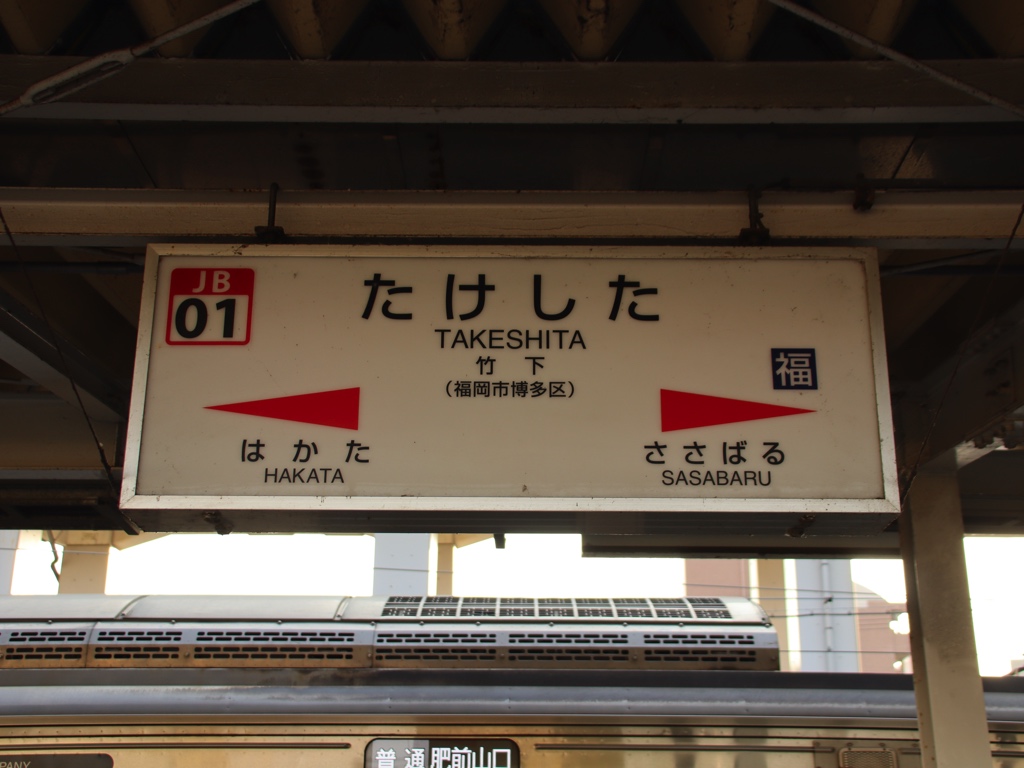 JB
01
たけした
TAKESHITA
竹下
(福岡市博多区)
福
はかた
HAKATA
ささばる
SASABARU
普通 肥前山口
PANY